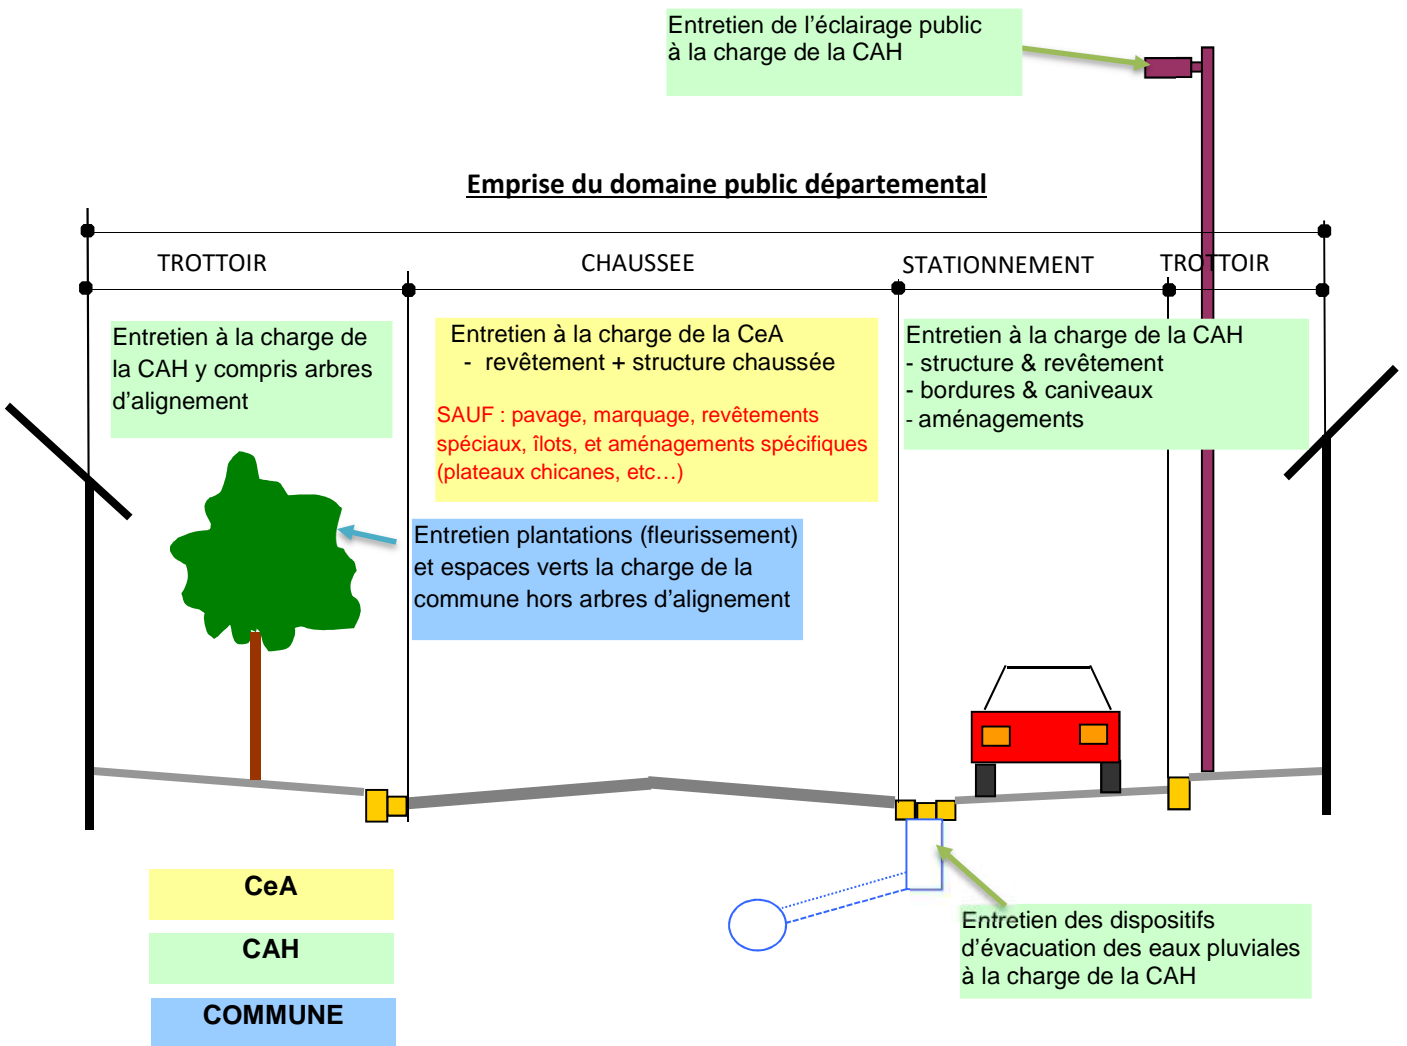 Entretien de l'éclairage public
à la charge de la CAH
Emprise du domaine public départemental
TROTTOIR
CHAUSSEE
STATIONNEMENT
TROTTOIR
Entretien à la charge de
la CAH y compris arbres
d'alignement
Entretien à la charge de la CeA
- revêtement + structure chaussée
SAUF : pavage, marquage, revêtements
spéciaux, îlots, et aménagements spécifiques
(plateaux chicanes, etc…)
Entretien à la charge de la CAH
- structure & revêtement
- bordures & caniveaux
- aménagements
Entretien plantations (fleurissement)
et espaces verts la charge de la
commune hors arbres d'alignement
Entretien des dispositifs
d'évacuation des eaux pluviales
à la charge de la CAH
CeA
CAH
COMMUNE